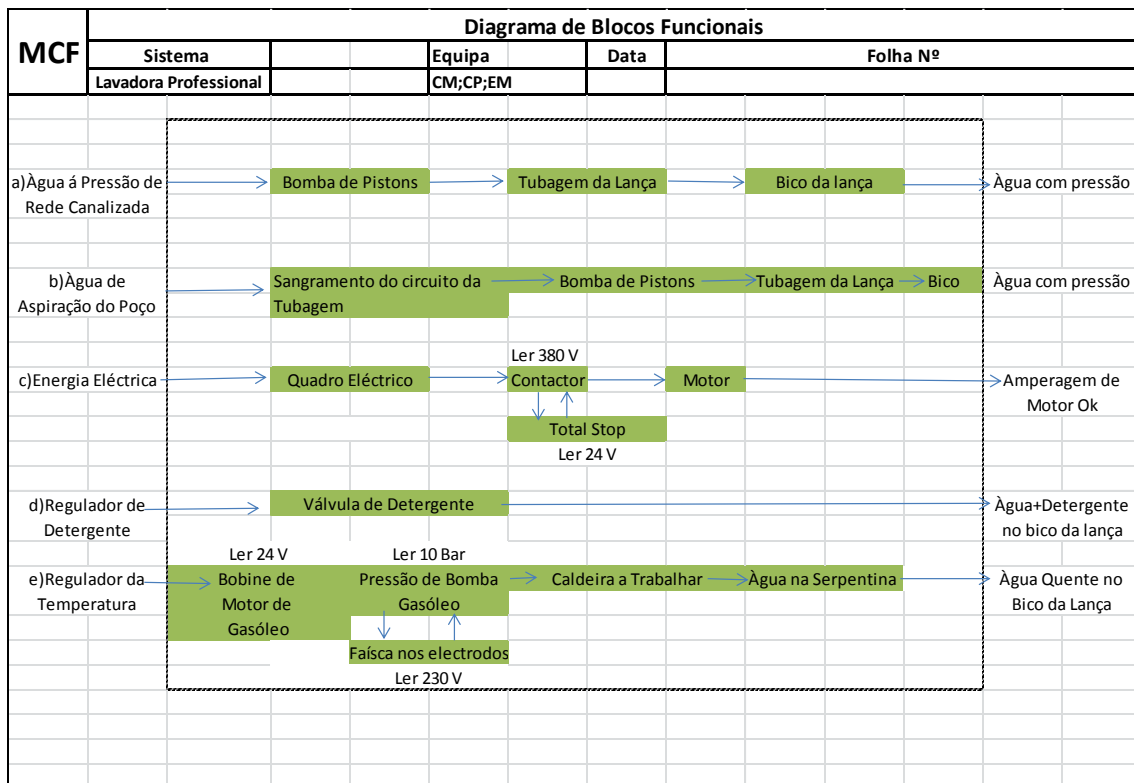 Diagrama de Blocos Funcionais
MCF
Sistema Equipa Data Folha Nº
Lavadora Professional CM;CP;EM
a)Àgua á Pressão de Bomba de Pistons Tubagem da Lança Bico da lança Àgua com pressão
Rede Canalizada
b)Àgua de Sangramento do circuito da Bomba de Pistons Tubagem da Lança Bico Àgua com pressão
Aspiração do Poço Tubagem
Ler 380 V
c)Energia Eléctrica Quadro Eléctrico Contactor Motor Amperagem de
Motor Ok
Total Stop
Ler 24 V
d)Regulador de Válvula de Detergente Àgua+Detergente
Detergente no bico da lança
Ler 24 V Ler 10 Bar
e)Regulador da Bobine de Pressão de Bomba Caldeira a Trabalhar Àgua na Serpentina Àgua Quente no
Temperatura Motor de Gasóleo Bico da Lança
Gasóleo
Faísca nos electrodos
Ler 230 V